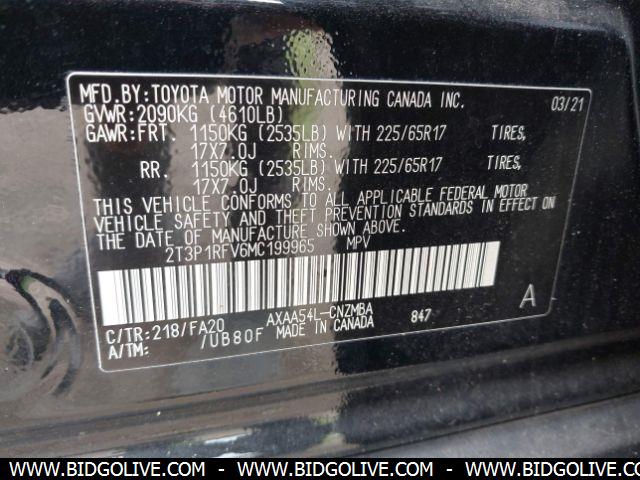 MFD.BY:TOYOTA MOTOR MANUFACTURING CANADA INC. 03/21
GVWR:2090KG (4610LB)
GAWR:FRT. 1150KG (2535LB) WITH 225/65R17 TIRES,
17X7.0J RIMS.
RR. 1150KG (2535LB) WITH 225/65R17 TIRES,
17X7.0J RIMS.
THIS VEHICLE CONFORMS TO ALL APPLICABLE FEDERAL MOTOR
VEHICLE SAFETY AND THEFT PREVENTION STANDARDS IN EFFECT ON
THE DATE OF MANUFACTURE SHOWN ABOVE.
2T3P1RFV6MC199965 MPV
C/TR:218/FA20 AXAA54L-CNZMBA 847 A
A/TM: /UB80F MADE IN CANADA
WWW.BIDGOLIVE.COM - WWW.BIDGOLIVE.COM - WWW.BIDGOLIVE.COM